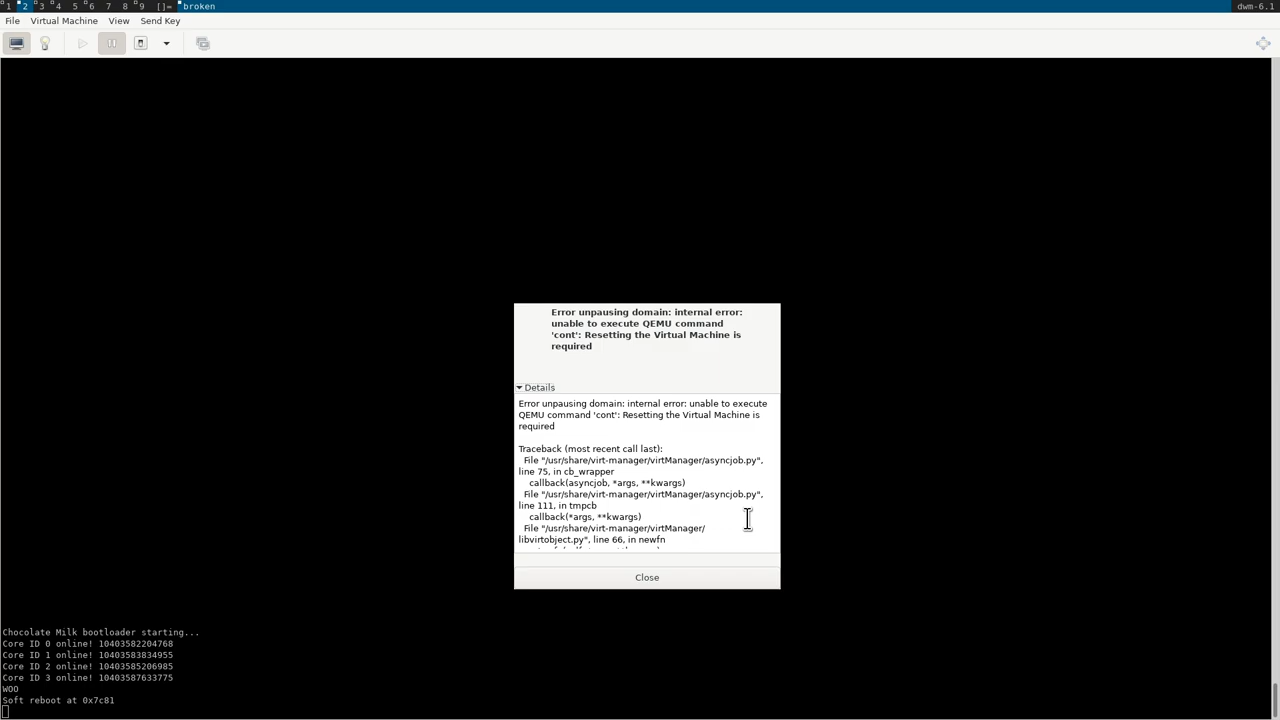 1 2 3 4 5 6 7 8 9 []= broken dwm-6.1
File Virtual Machine View Send Key
Error unpausing domain: internal error:
unable to execute QEMU command
'cont': Resetting the Virtual Machine is
required
Details
Error unpausing domain: internal error: unable to execute
QEMU command 'cont': Resetting the Virtual Machine is
required
Traceback (most recent call last):
File "/usr/share/virt-manager/virtManager/asyncjob.py",
line 75, in cb_wrapper
callback(asyncjob, *args, **kwargs)
File "/usr/share/virt-manager/virtManager/asyncjob.py",
line 111, in tmpcb
callback(*args, **kwargs)
File "/usr/share/virt-manager/virtManager/
libvirtobject.py", line 66, in newfn
Close
Chocolate Milk bootloader starting...
Core ID 0 online! 10403582204768
Core ID 1 online! 10403583834955
Core ID 2 online! 10403585206985
Core ID 3 online! 10403587633775
WOO
Soft reboot at 0x7c81